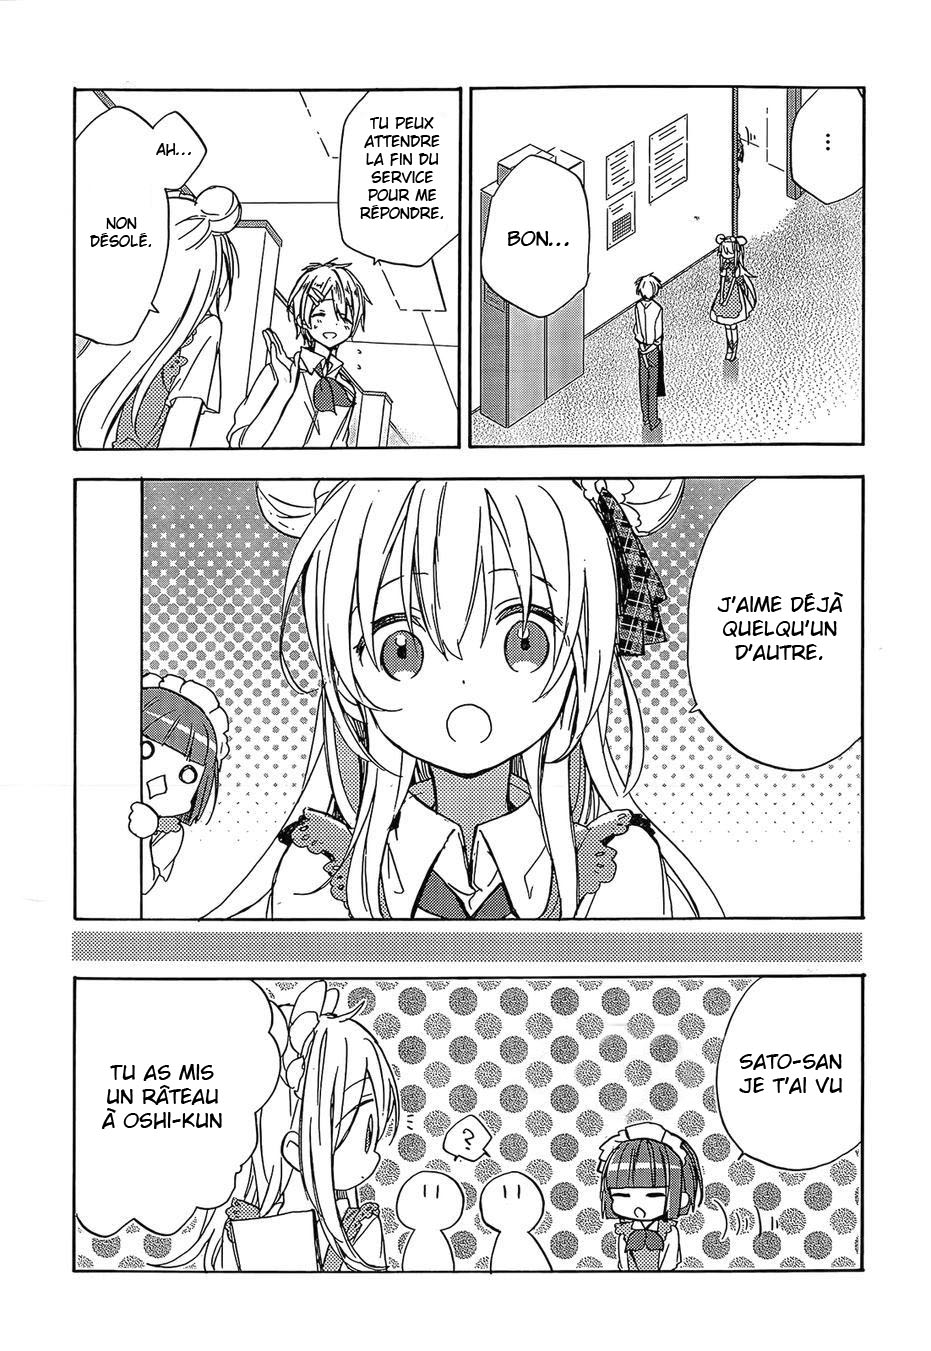 ...
BON...
TU PEUX
ATTENDRE
LA FIN DU
SERVICE
POUR ME
RÉPONDRE.
AH...
NON
DÉSOLÉ.
J'AIME DÉJÀ
QUELQU'UN
D'AUTRE.
SATO-SAN
JE T'AI VU
?
TU AS MIS
UN RÂTEAU
À OSHI-KUN